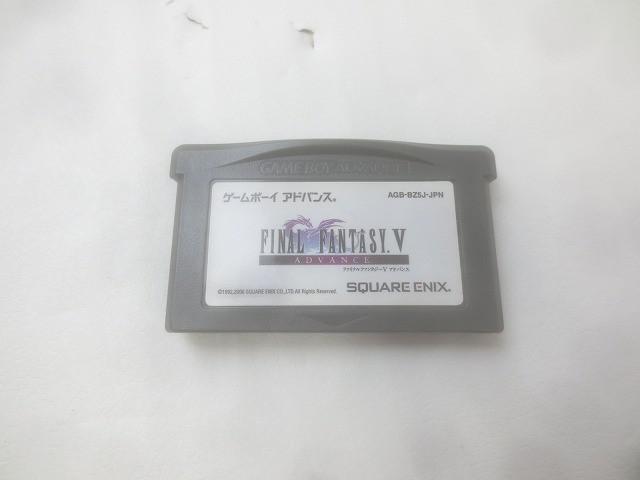 GAME BOY ADVANCE
ゲームボーイ アドバンス® AGB-BZ5J-JPN
FINAL FANTASY® V
ADVANCE
ファイナルファンタジーV アドバンス
©1992,2006 SQUARE ENIX CO.,LTD All Rights Reserved. SQUARE ENIX®